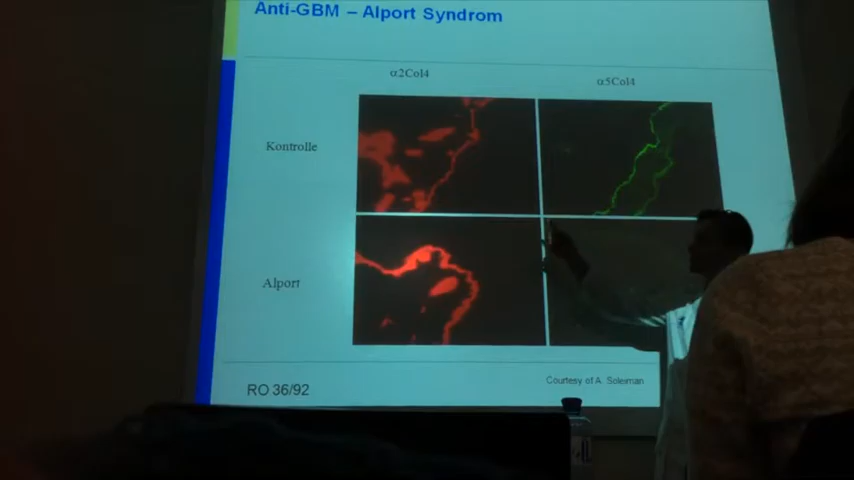 Anti-GBM – Alport Syndrom
α2Col4
α5Col4
Kontrolle
Alport
Courtesy of A. Soleiman
RO 36/92